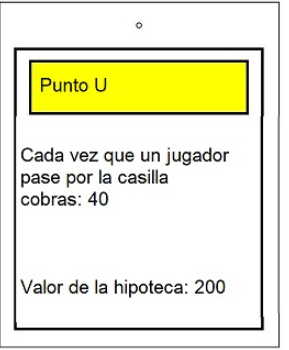 Punto U
Cada vez que un jugador
pase por la casilla
cobras: 40
Valor de la hipoteca: 200